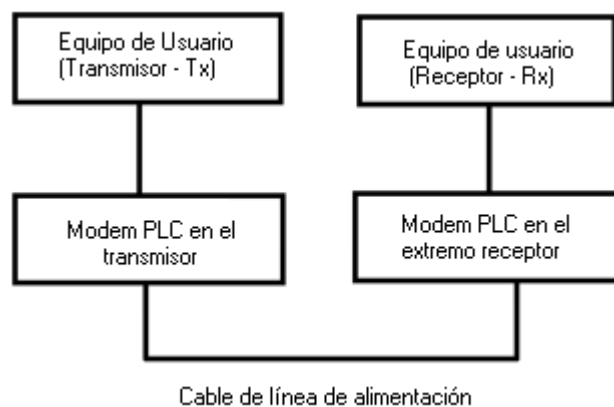 Equipo de Usuario
(Transmisor - Tx)
Equipo de usuario
(Receptor - Rx)
Modem PLC en el
transmisor
Modem PLC en el
extremo receptor
Cable de línea de alimentación